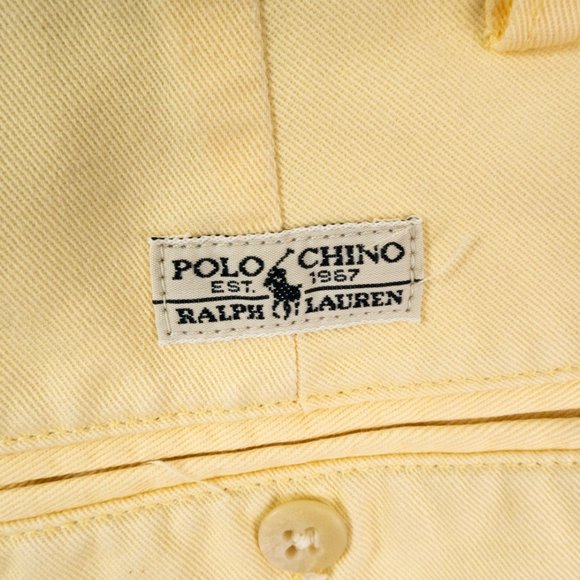 POLO CHINO
EST. 1967
RALPH LAUREN